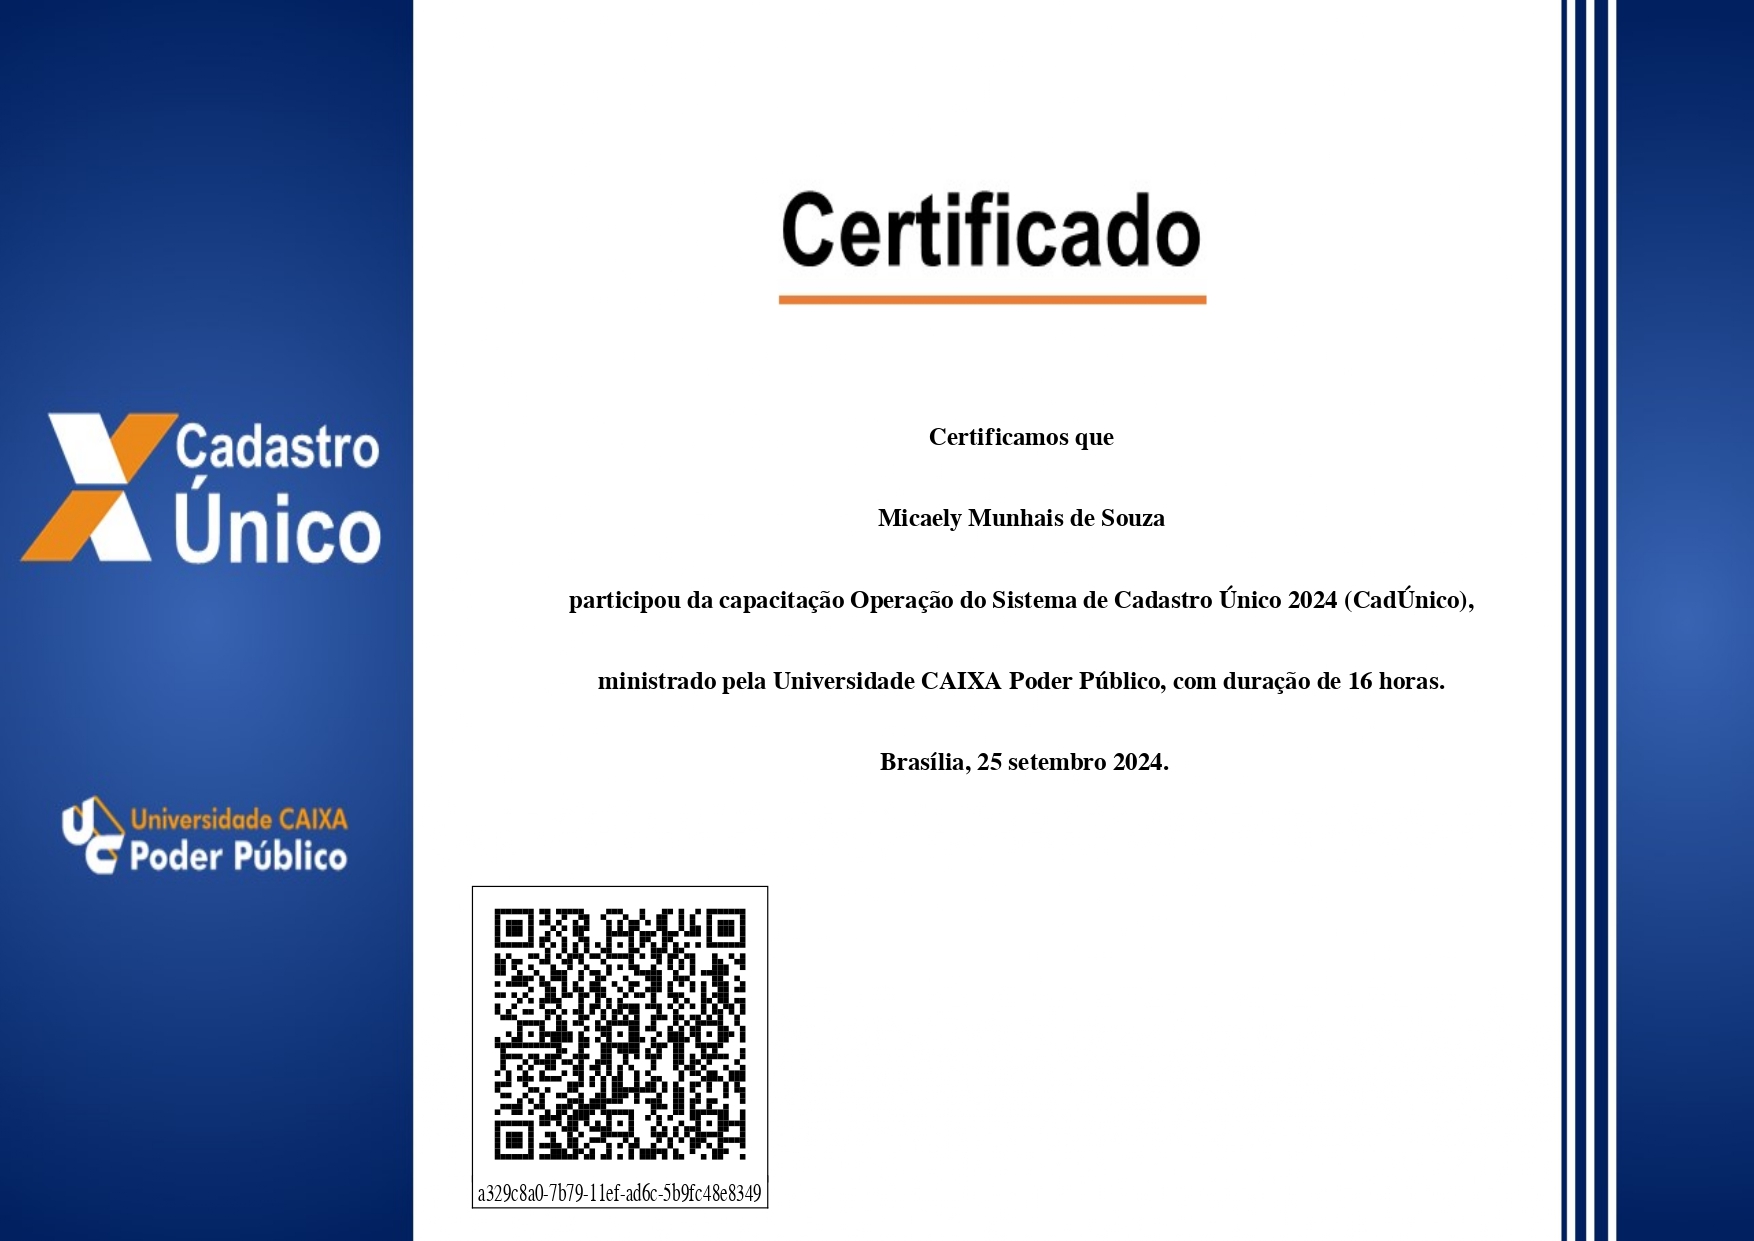 Certificado
Cadastro
Único
Certificamos que
Micaely Munhais de Souza
participou da capacitação Operação do Sistema de Cadastro Único 2024 (CadÚnico),
ministrado pela Universidade CAIXA Poder Público, com duração de 16 horas.
Brasília, 25 setembro 2024.
Universidade CAIXA
Poder Público
a329c8a0-7b79-11ef-ad6c-5b9fc48e8349